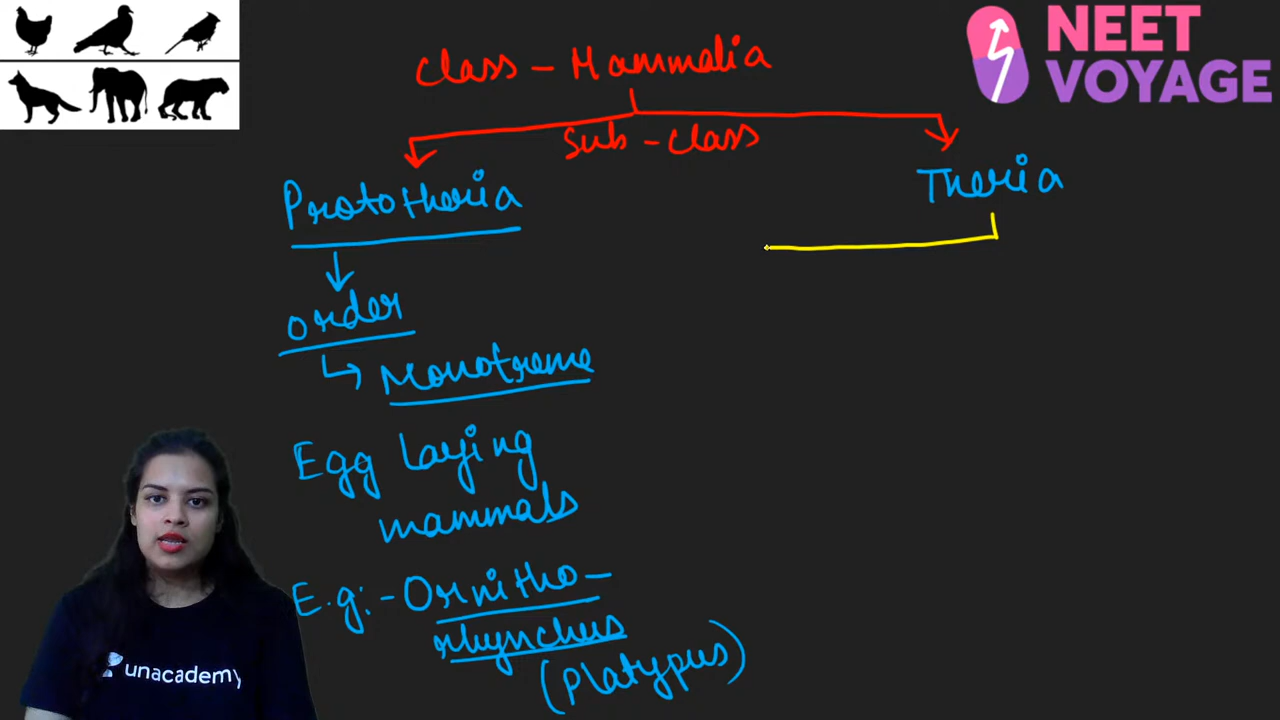 NEET
VOYAGE
Class - Mammalia
Sub - class
Prototheria
Theria
order
Monotreme
Egg laying
mammals
E.g:- Ornitho -
rhynchus
(Platypus)
unacademy